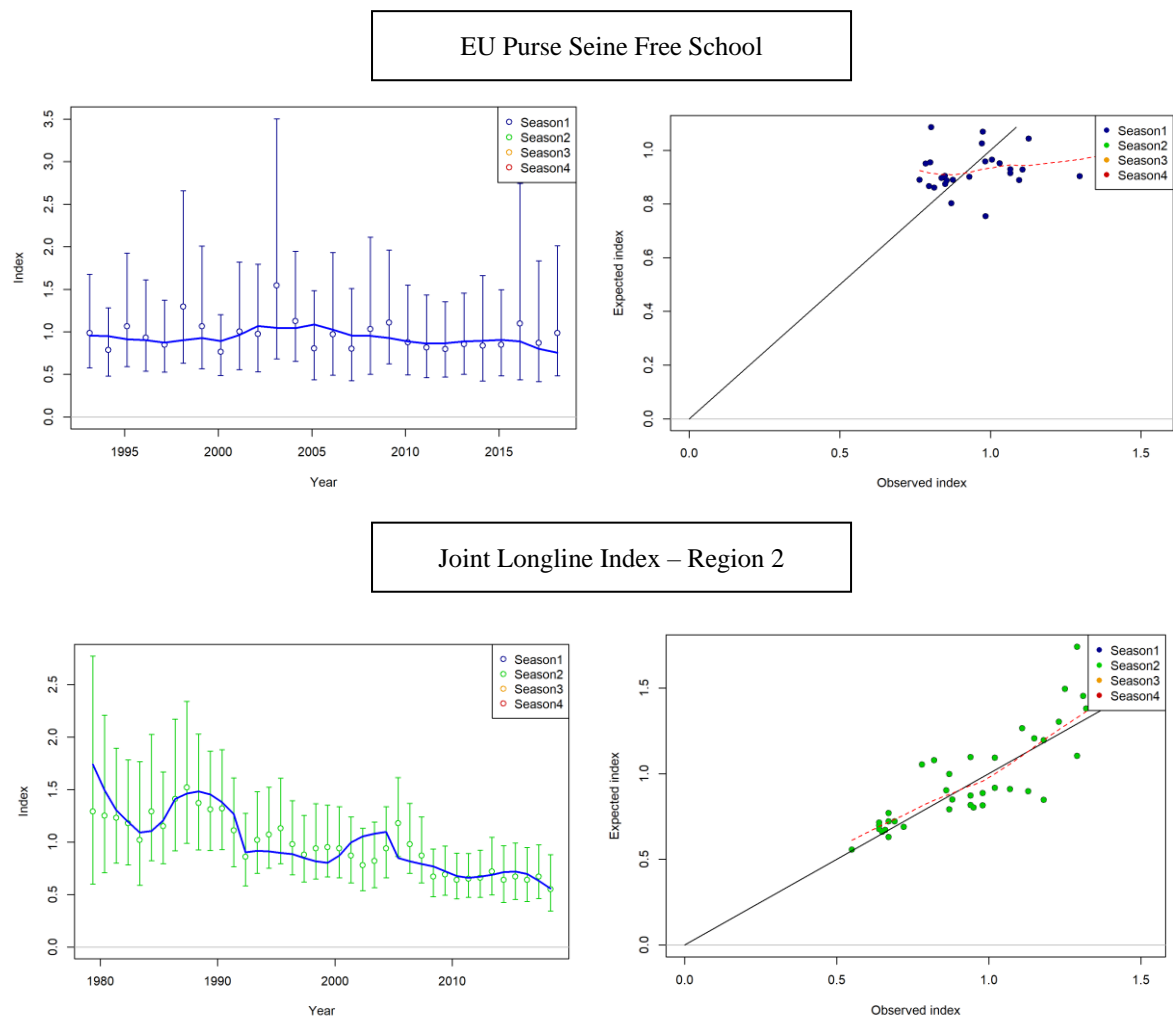 EU Purse Seine Free School
Index
0.0 0.5 1.0 1.5 2.0 2.5 3.0 3.5
Season1
Season2
Season3
Season4
1995 2000 2005 2010 2015
Year
Expected index
0.0 0.2 0.4 0.6 0.8 1.0
Season1
Season2
Season3
Season4
0.0 0.5 1.0 1.5
Observed index
Joint Longline Index – Region 2
Index
0.0 0.5 1.0 1.5 2.0 2.5
Season1
Season2
Season3
Season4
1980 1990 2000 2010
Year
Expected index
0.0 0.5 1.0 1.5
Season1
Season2
Season3
Season4
0.0 0.5 1.0 1.5
Observed index